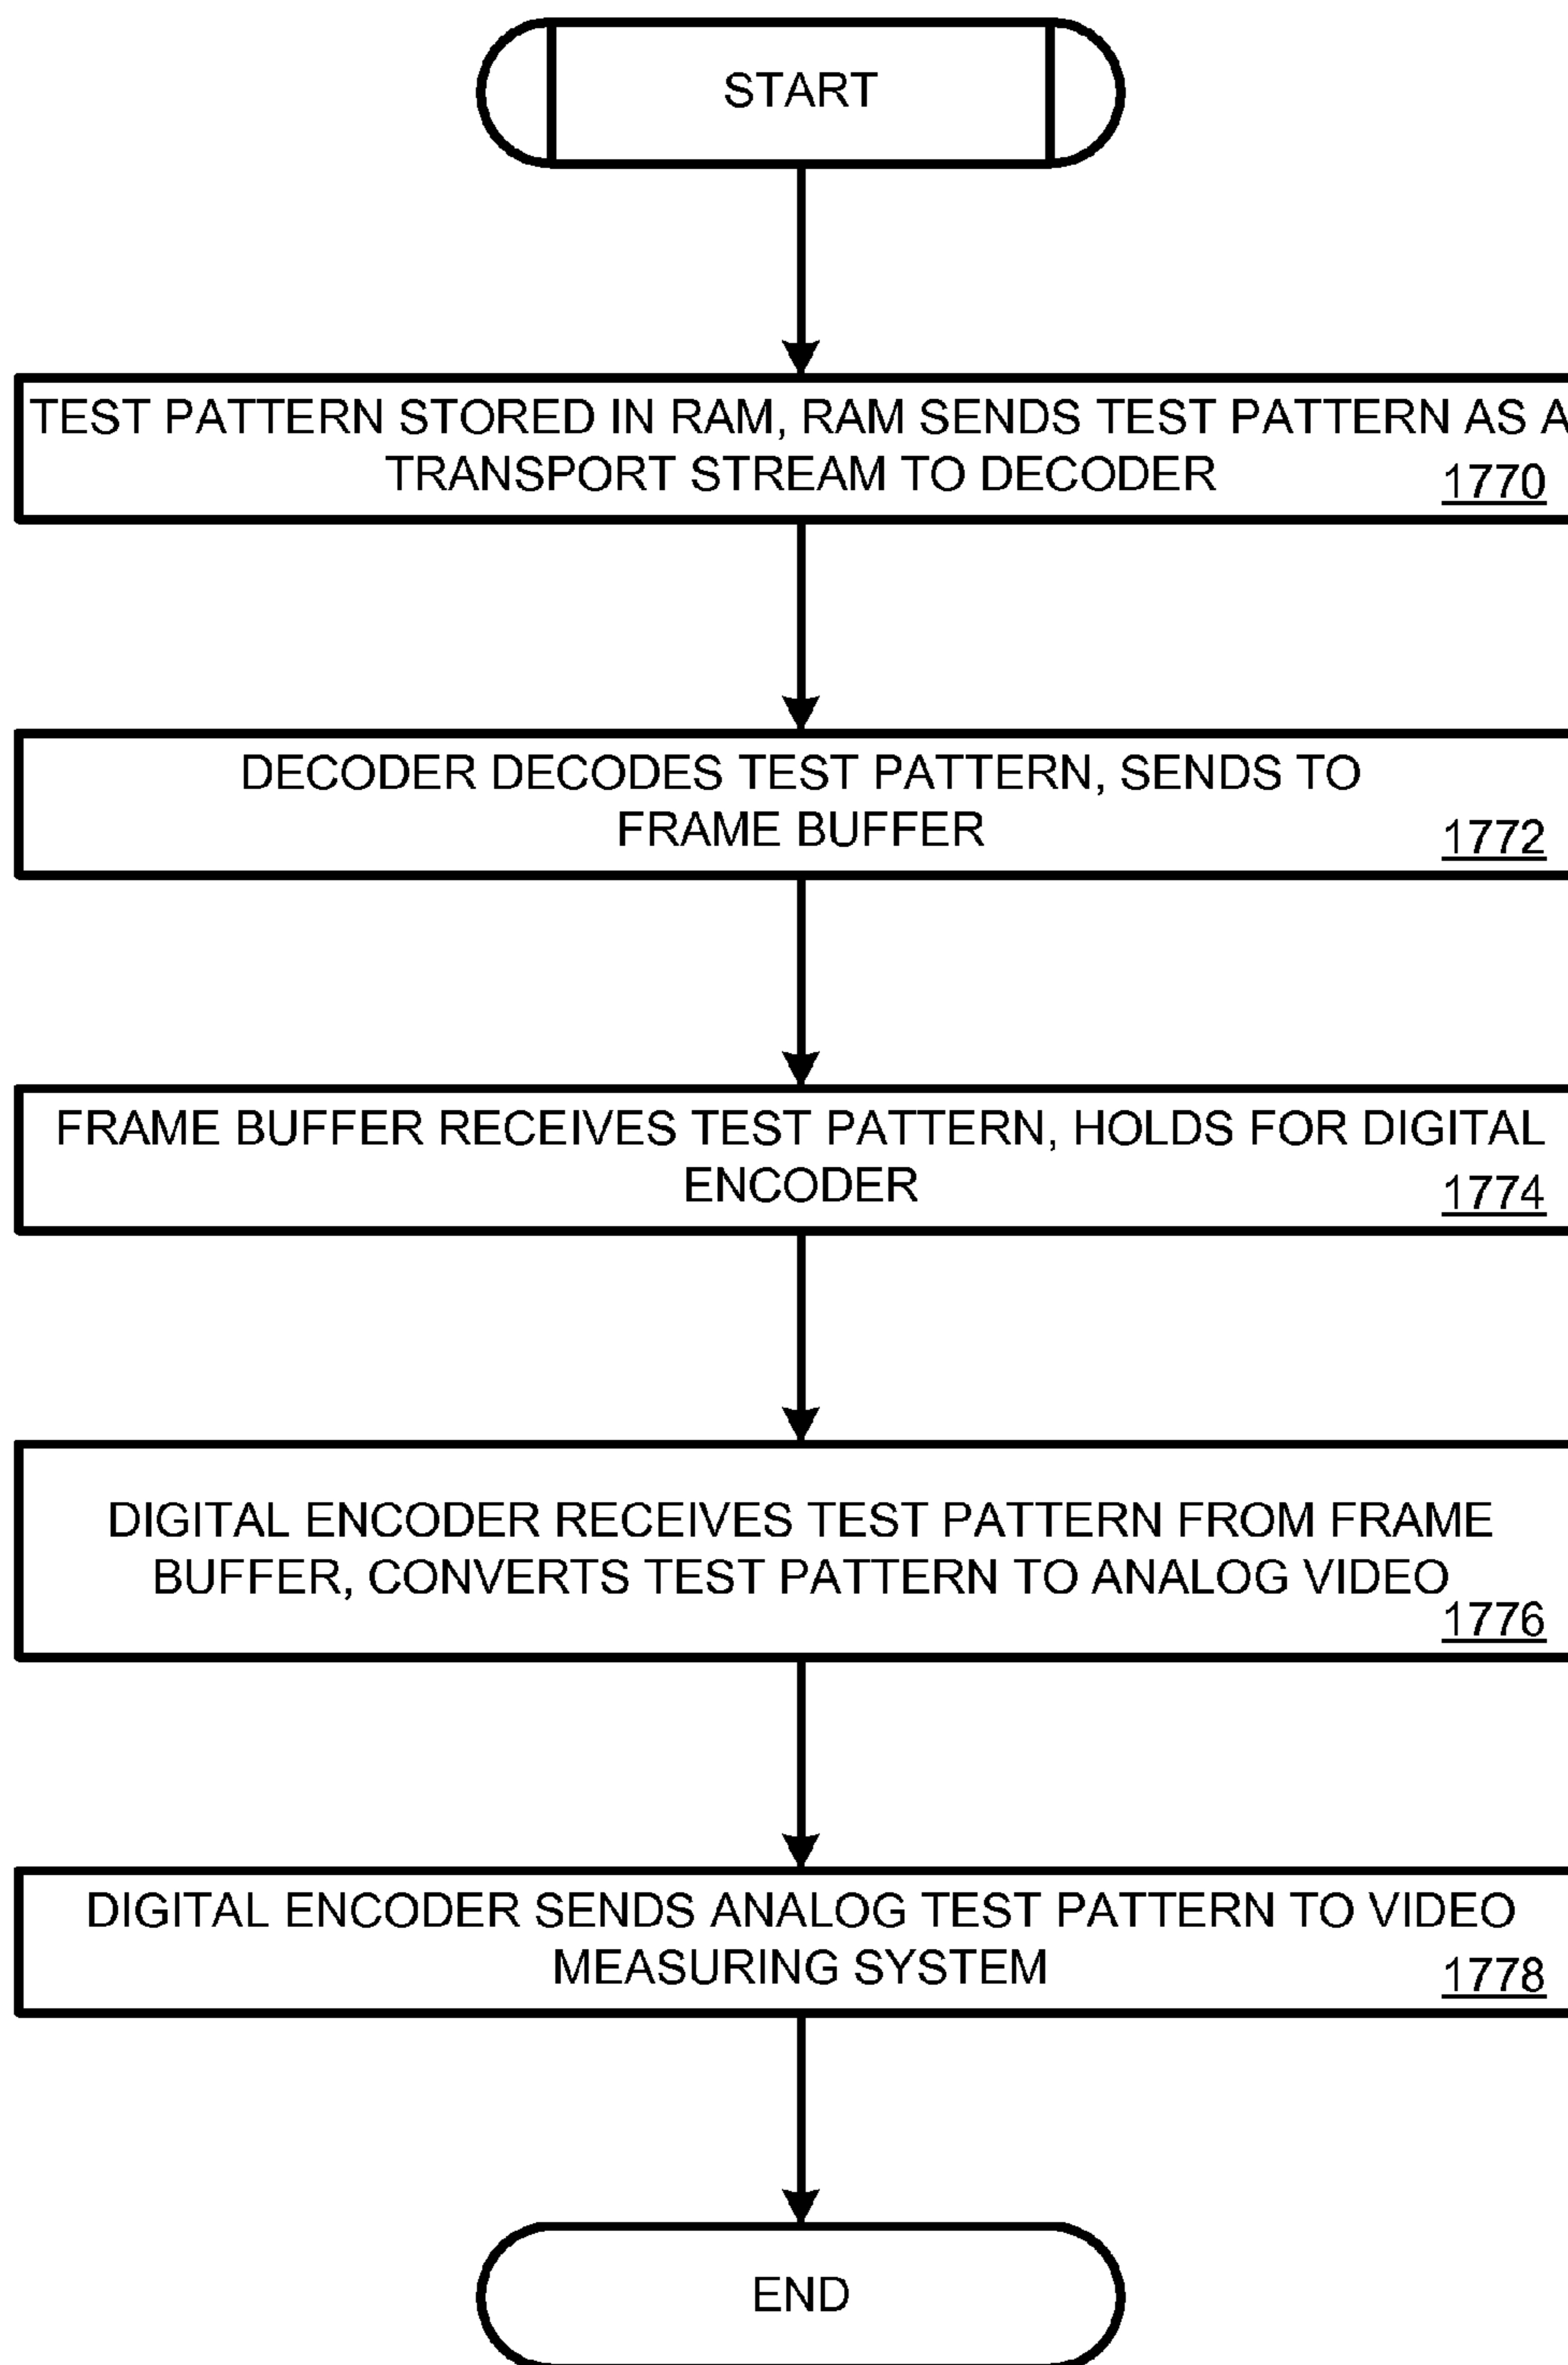 START
TEST PATTERN STORED IN RAM, RAM SENDS TEST PATTERN AS A
TRANSPORT STREAM TO DECODER
1770
DECODER DECODES TEST PATTERN, SENDS TO
FRAME BUFFER
1772
FRAME BUFFER RECEIVES TEST PATTERN, HOLDS FOR DIGITAL
ENCODER
1774
DIGITAL ENCODER RECEIVES TEST PATTERN FROM FRAME
BUFFER, CONVERTS TEST PATTERN TO ANALOG VIDEO
1776
DIGITAL ENCODER SENDS ANALOG TEST PATTERN TO VIDEO
MEASURING SYSTEM
1778
END